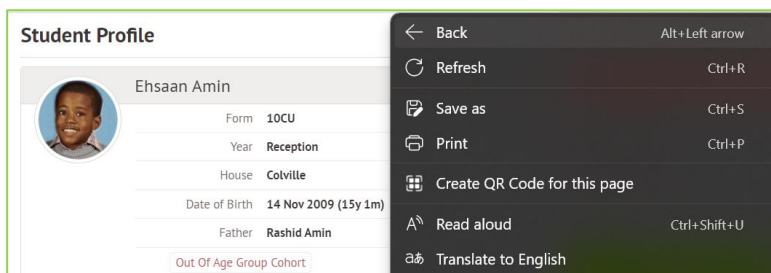 Student Profile
Ehsaan Amin
Form 10CU
Year Reception
House Colville
Date of Birth 14 Nov 2009 (15y 1m)
Father Rashid Amin
Out Of Age Group Cohort
Back Alt+Left arrow
Refresh Ctrl+R
Save as Ctrl+S
Print Ctrl+P
Create QR Code for this page
Read aloud Ctrl+Shift+U
Translate to English